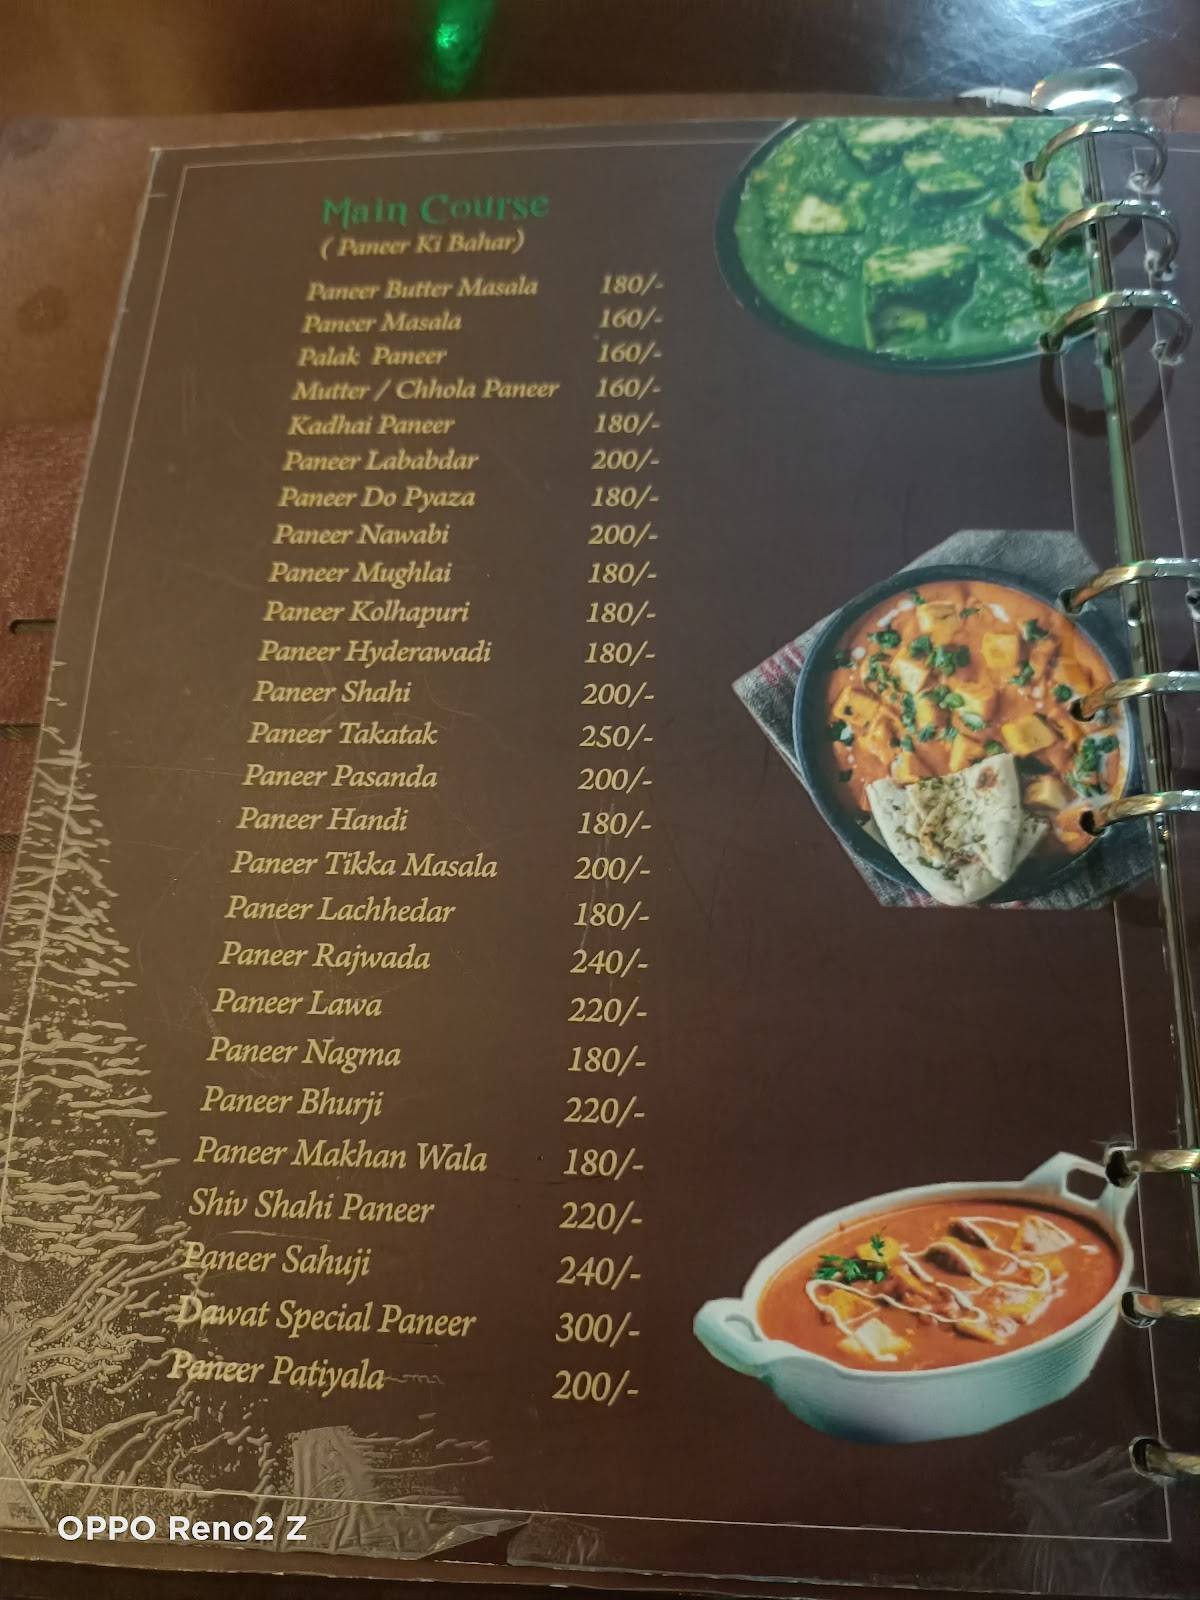 Main Course
( Paneer Ki Bahar)
Paneer Butter Masala 180/-
Paneer Masala 160/-
Palak Paneer 160/-
Mutter / Chhola Paneer 160/-
Kadhai Paneer 180/-
Paneer Lababdar 200/-
Paneer Do Pyaza 180/-
Paneer Nawabi 200/-
Paneer Mughlai 180/-
Paneer Kolhapuri 180/-
Paneer Hyderawadi 180/-
Paneer Shahi 200/-
Paneer Takatak 250/-
Paneer Pasanda 200/-
Paneer Handi 180/-
Paneer Tikka Masala 200/-
Paneer Lachhedar 180/-
Paneer Rajwada 240/-
Paneer Lawa 220/-
Paneer Nagma 180/-
Paneer Bhurji 220/-
Paneer Makhan Wala 180/-
Shiv Shahi Paneer 220/-
Paneer Sahuji 240/-
Dawat Special Paneer 300/-
Paneer Patiyala 200/-
OPPO Reno2 Z